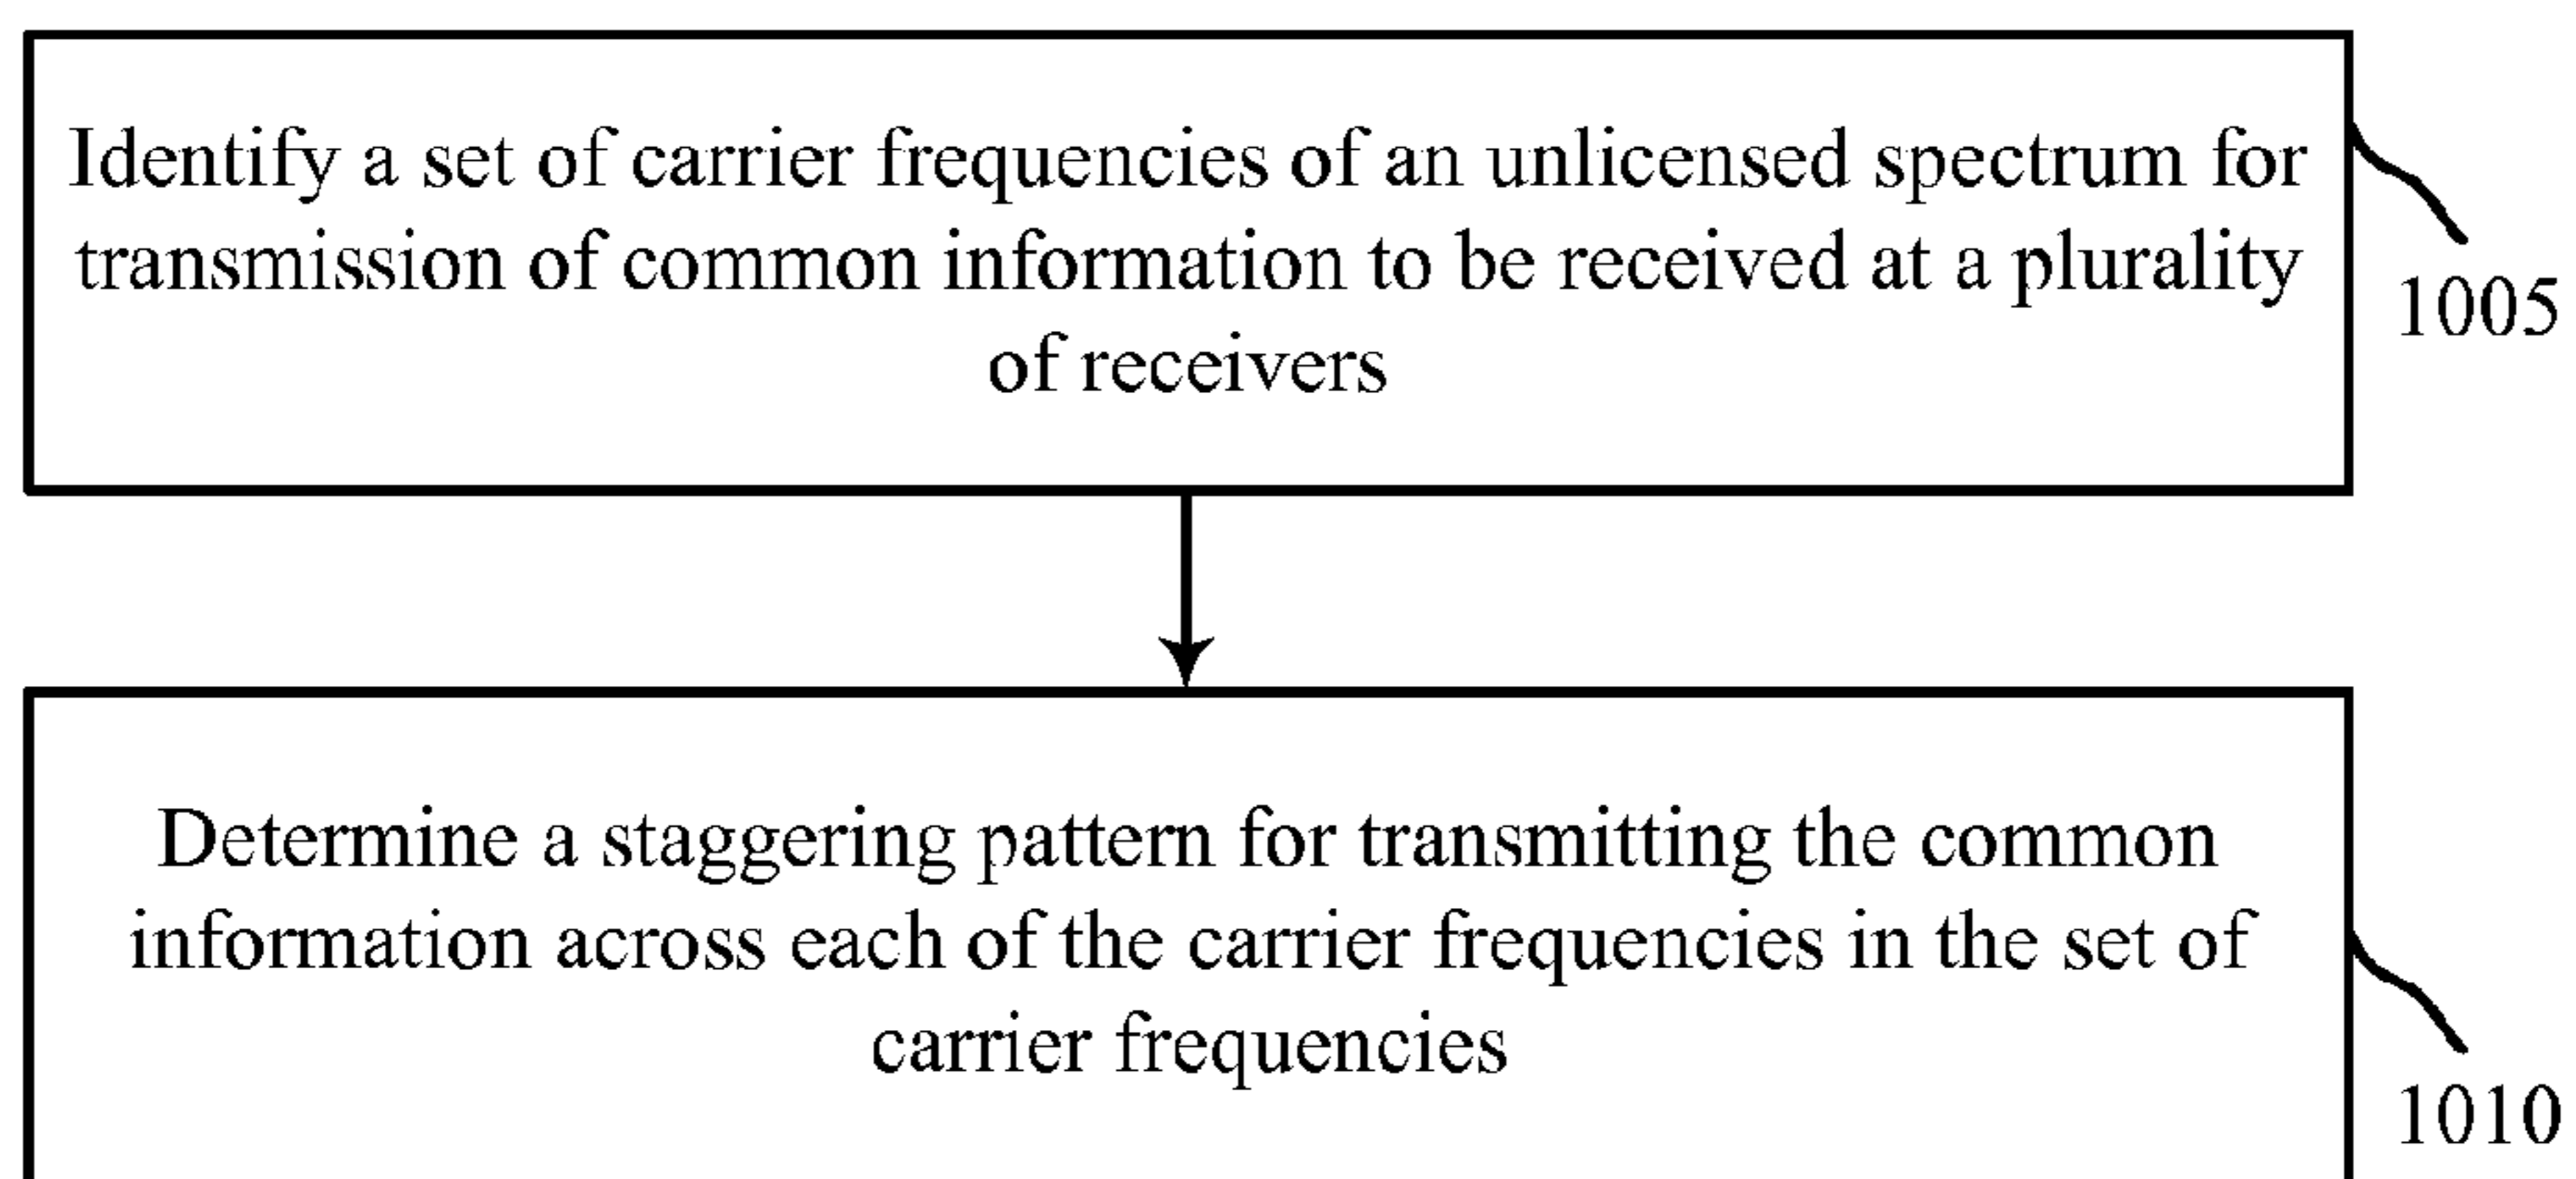 Identify a set of carrier frequencies of an unlicensed spectrum for
transmission of common information to be received at a plurality
of receivers
1005
Determine a staggering pattern for transmitting the common
information across each of the carrier frequencies in the set of
carrier frequencies
1010